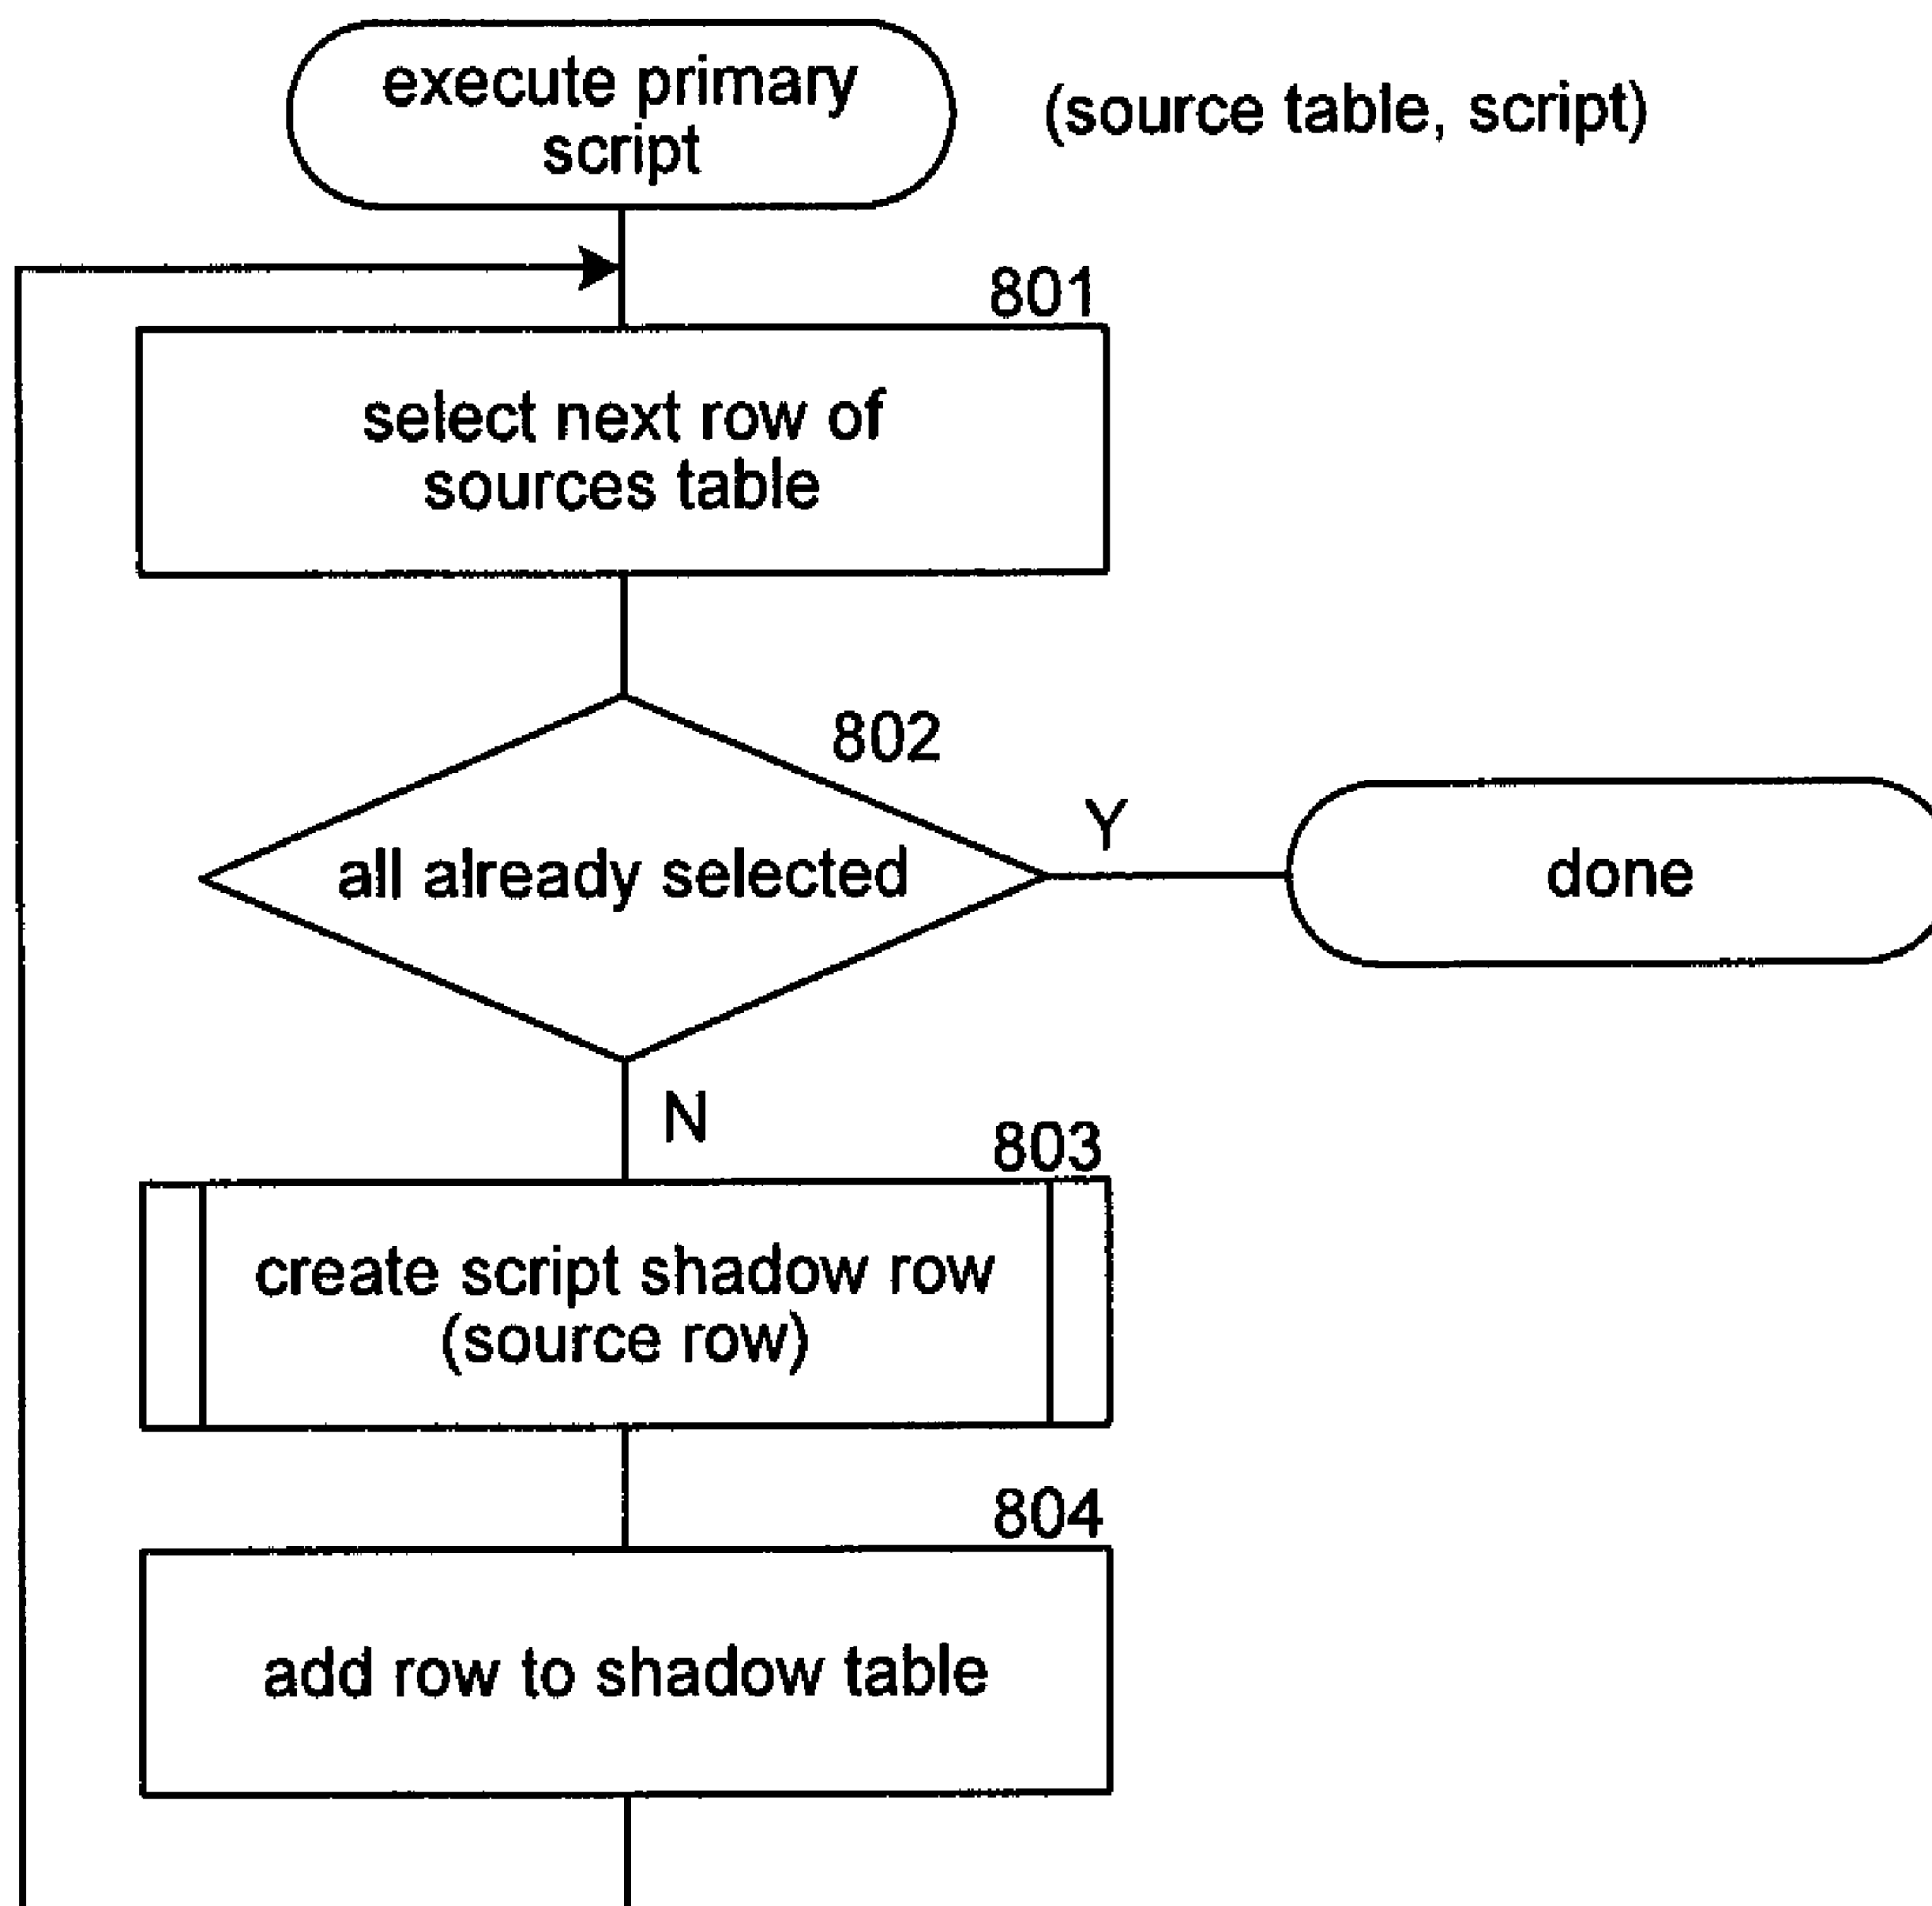 execute primary
script
(source table, script)
801
select next row of
sources table
802
all already selected
Y
done
N
803
create script shadow row
(source row)
804
add row to shadow table